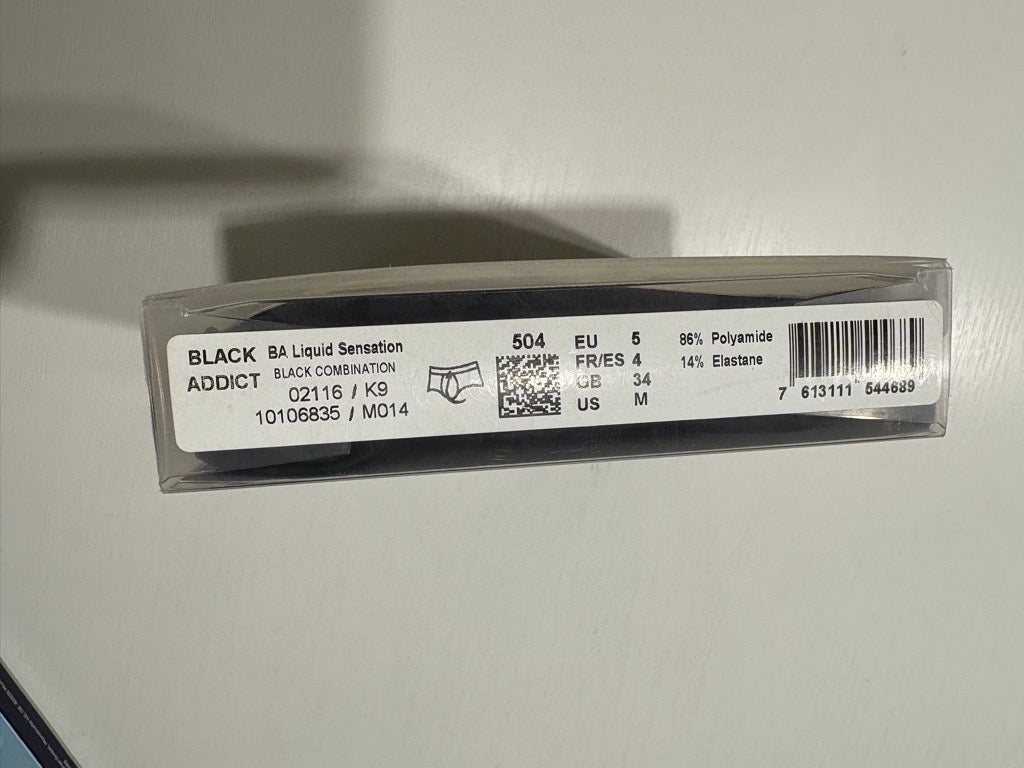 BLACK ADDICT
BA Liquid Sensation
BLACK COMBINATION
02116 / K9
10106835 / M014
504
EU 5
FR/ES 4
GB 34
US M
86% Polyamide
14% Elastane
7 613111 544689